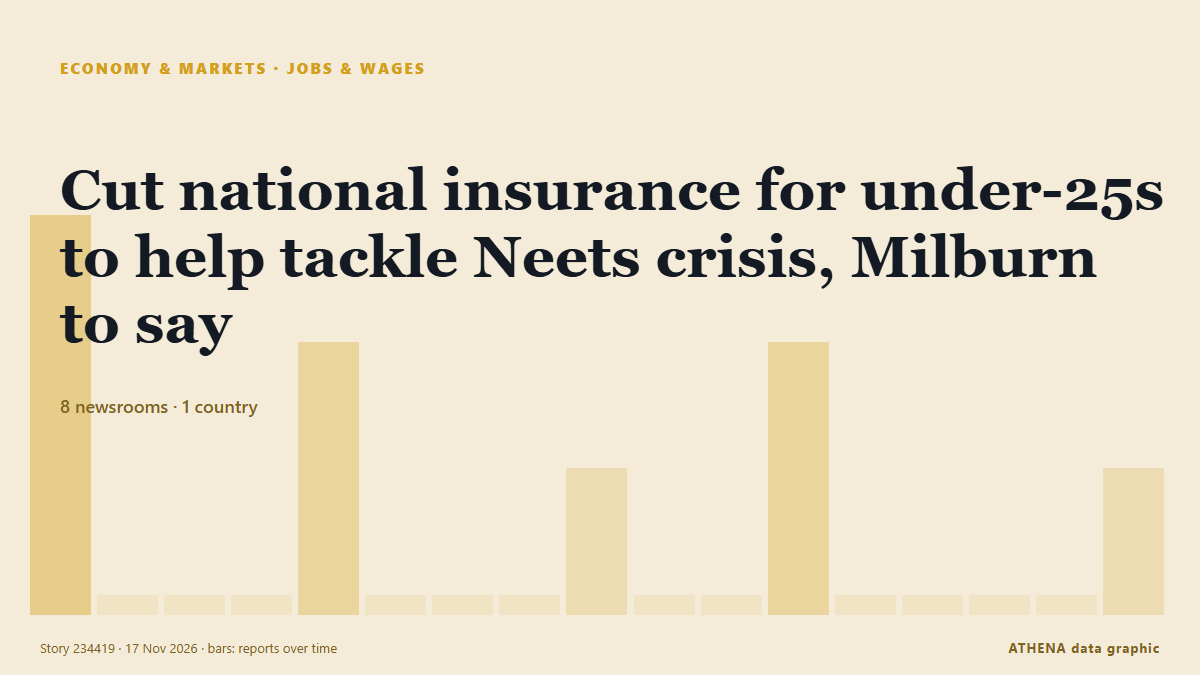 ECONOMY & MARKETS · JOBS & WAGES
Cut national insurance for under-25s
to help tackle Neets crisis, Milburn
to say
8 newsrooms · 1 country
Story 234419 · 17 Nov 2026 · bars: reports over time
ATHENA data graphic